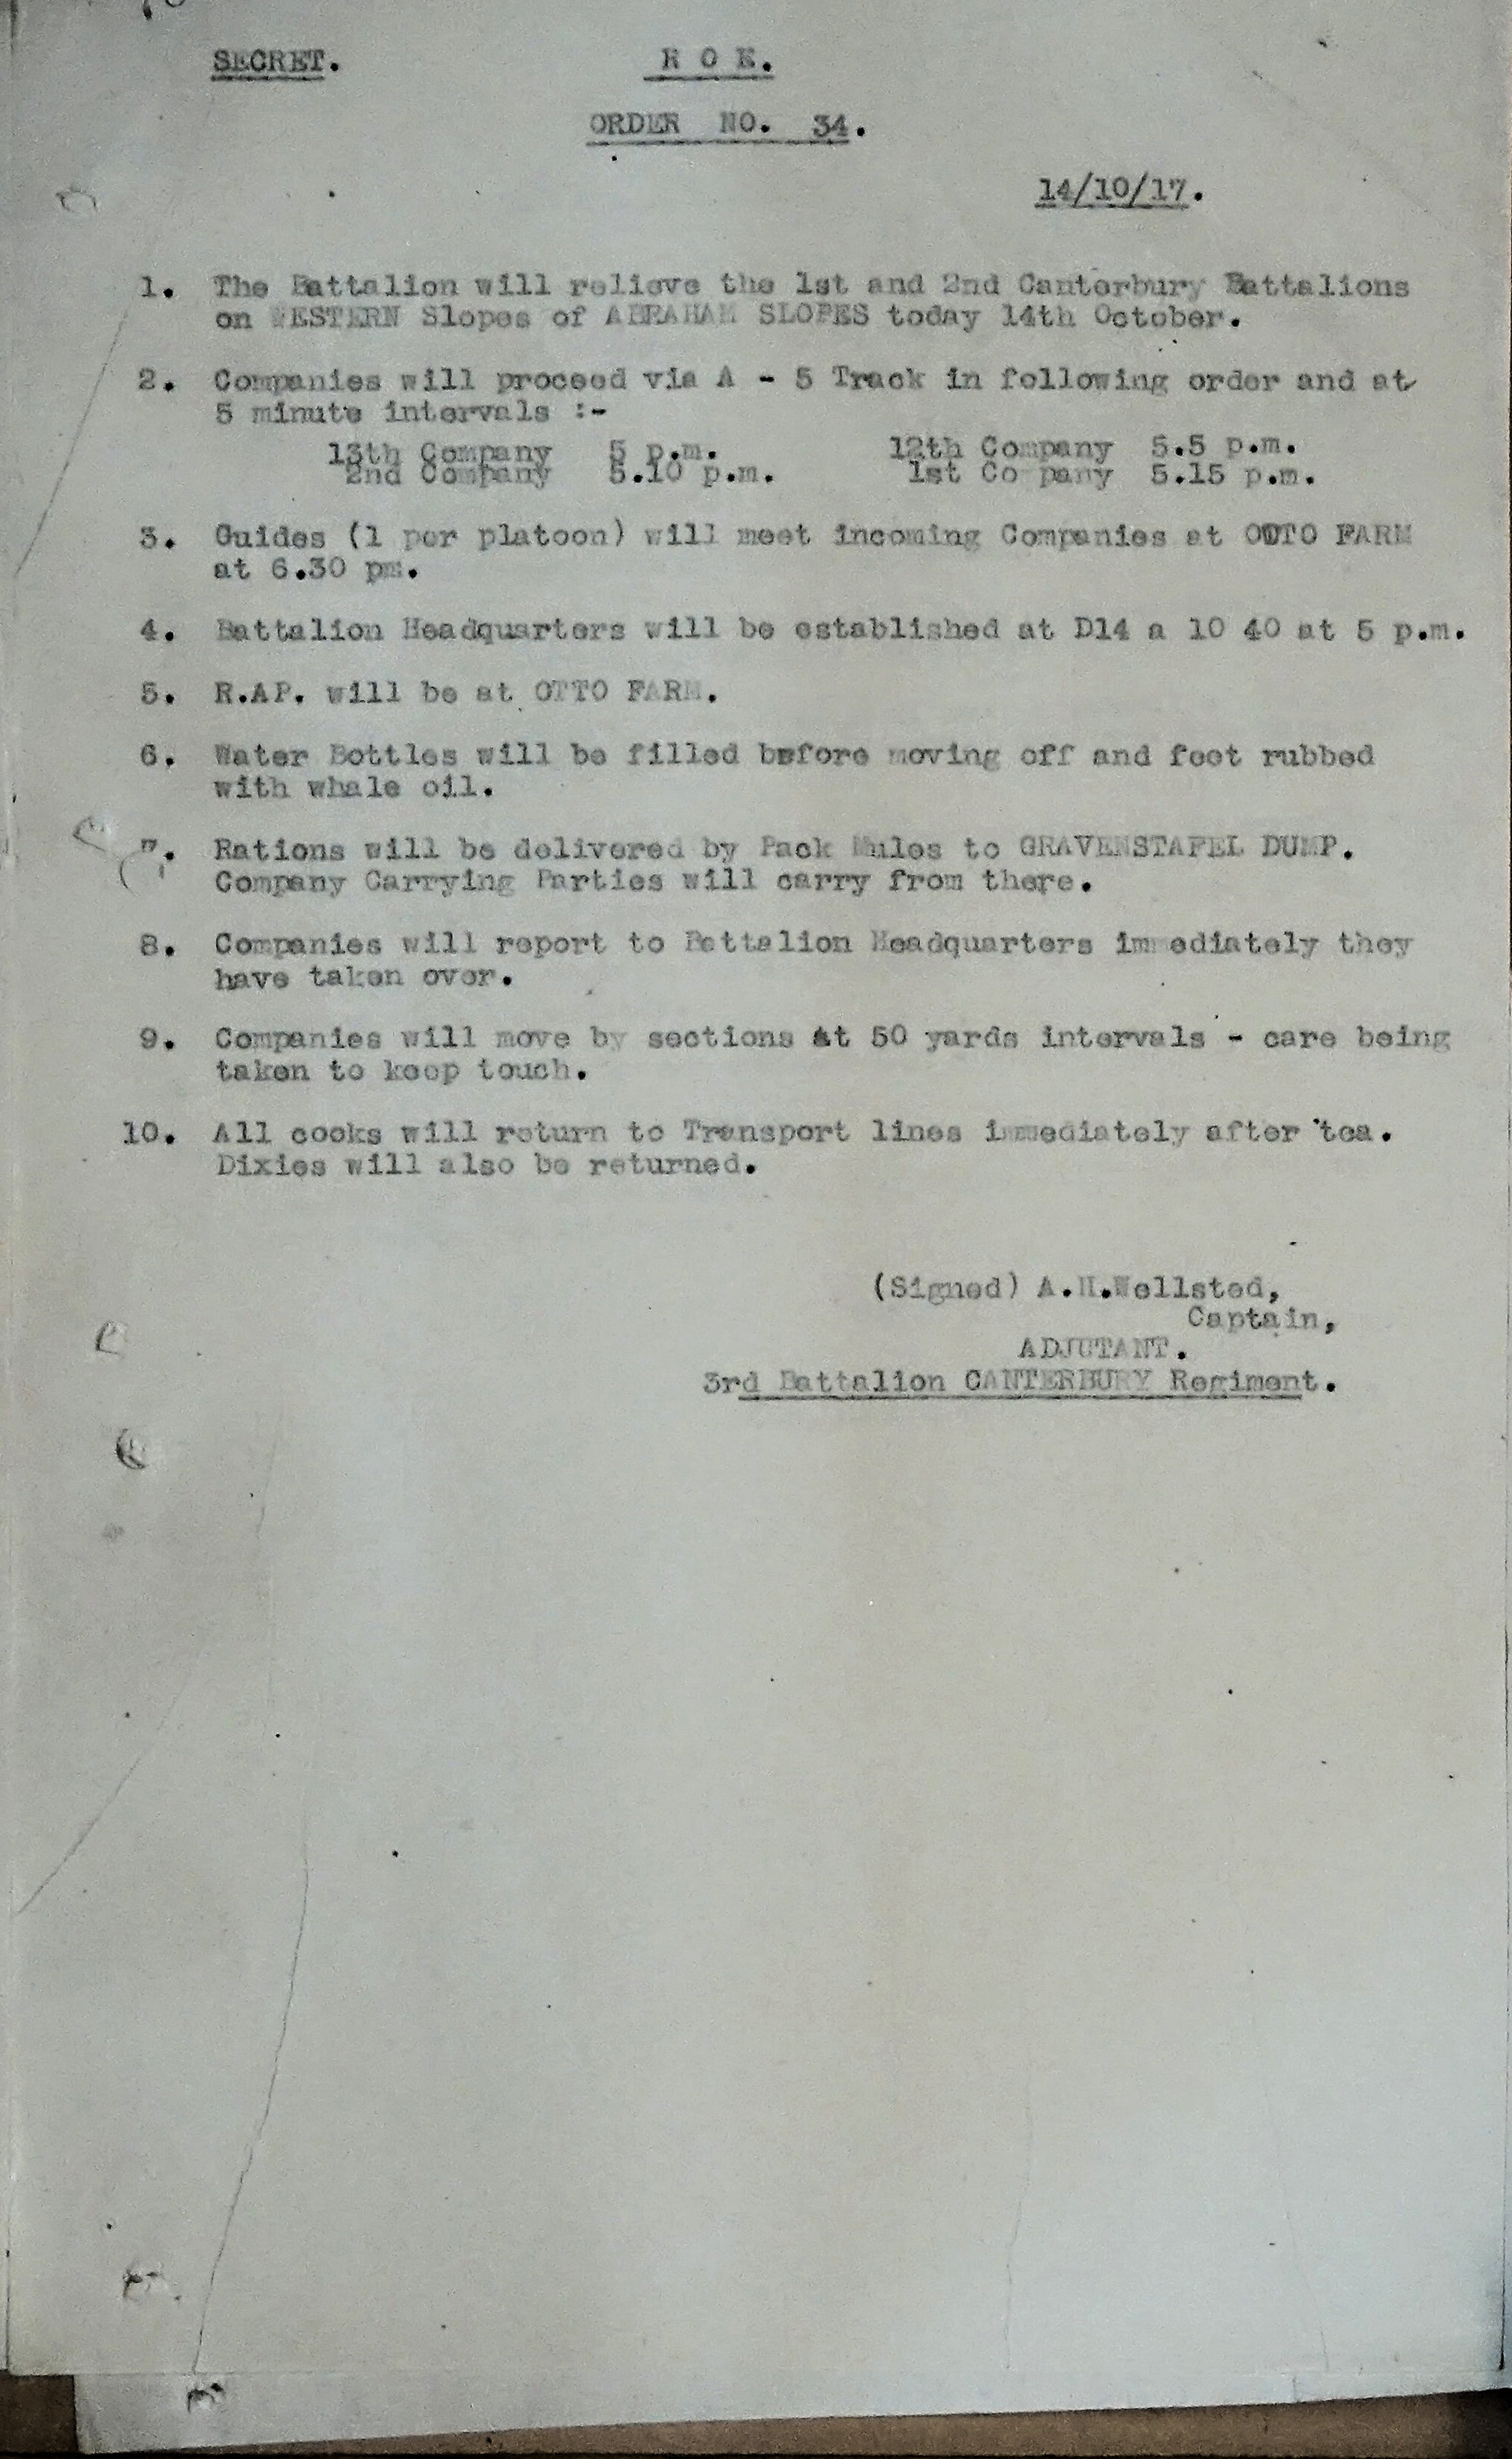 SECRET.
ORDER NO. 34.
14/10/17.
1. The Battalion will relieve the 1st and 2nd Canterbury Battalions
on WESTERN Slopes of ABRAHAM SLOPES today 14th October.
2. Companies will proceed via A - 5 Track in following order and at
5 minute intervals :-
13th Company 5 p.m. 12th Company 5.5 p.m.
2nd Company 5.10 p.m. 1st Co pany 5.15 p.m.
3. Guides (1 per platoon) will meet incoming Companies at OTTO FARM
at 6.30 pm.
4. Battalion Headquarters will be established at D14 a 10 40 at 5 p.m.
5. R.AP. will be at OTTO FARM.
6. Water Bottles will be filled before moving off and feet rubbed
with whale oil.
7. Rations will be delivered by Pack Mules to GRAVENSTAFEL DUMP.
Company Carrying Parties will carry from there.
8. Companies will report to Battalion Headquarters immediately they
have taken over.
9. Companies will move by sections at 50 yards intervals - care being
taken to keep touch.
10. All cooks will return to Transport lines immediately after tea.
Dixies will also be returned.
(Signed) A.H.Wellsted,
Captain,
ADJUTANT.
3rd Battalion CANTERBURY Regiment.